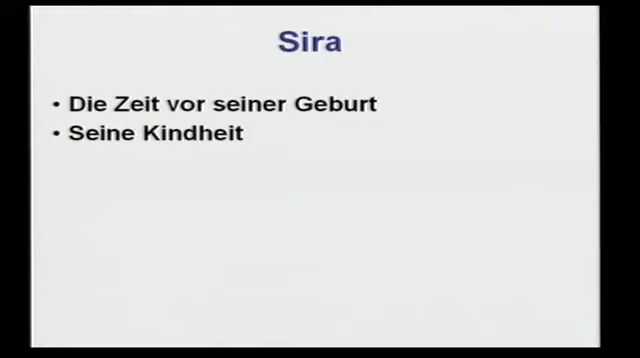 Sira
• Die Zeit vor seiner Geburt
• Seine Kindheit